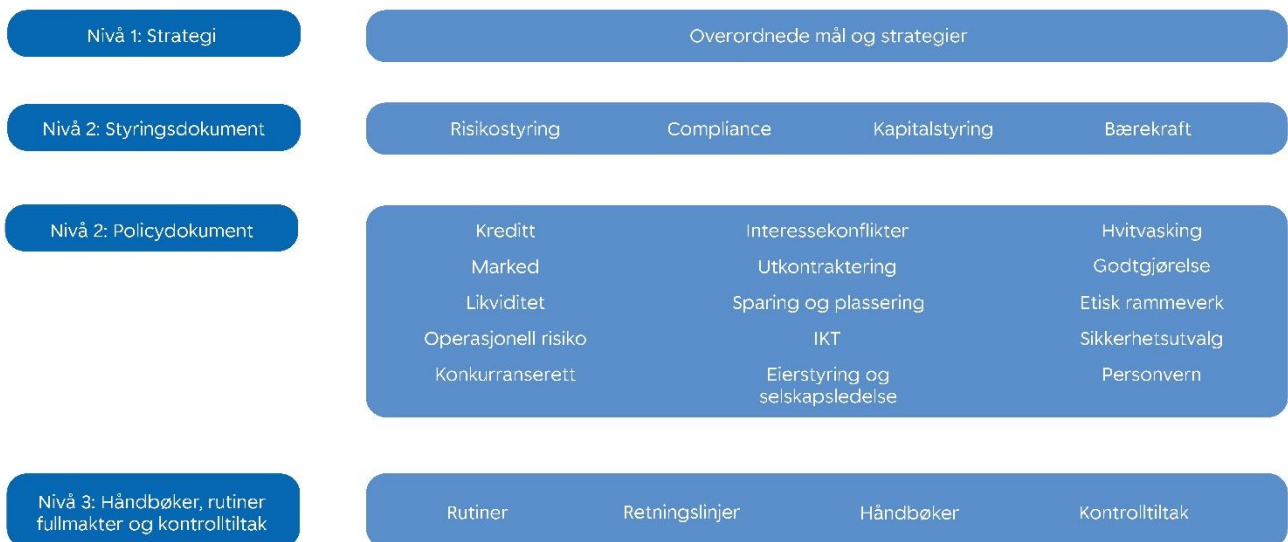 Nivå 1: Strategi
Overordnede mål og strategier
Nivå 2: Styringsdokument
Risikostyring Compliance Kapitalstyring Bærekraft
Nivå 2: Policydokument
Kreditt Interessekonflikter Hvitvasking
Marked Utkontraktering Godtgjørelse
Likviditet Sparing og plassering Etisk rammeverk
Operasjonell risiko IKT Sikkerhetsutvalg
Konkurranserett Eierstyring og Personvern
selskapsledelse
Nivå 3: Håndbøker, rutiner
fullmakter og kontrolltiltak
Rutiner Retningslinjer Håndbøker Kontrolltiltak